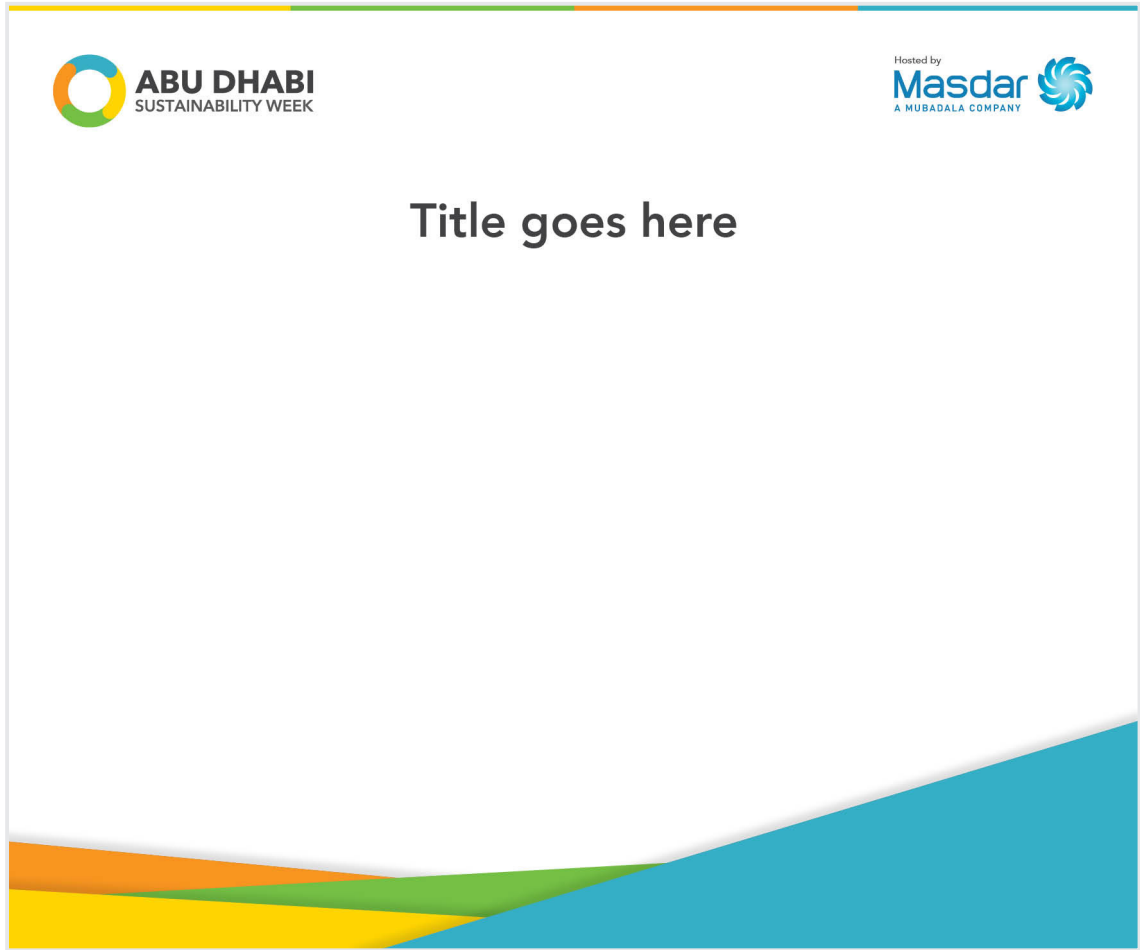 ABU DHABI
SUSTAINABILITY WEEK
Hosted by
Masdar
A MUBADALA COMPANY
Title goes here